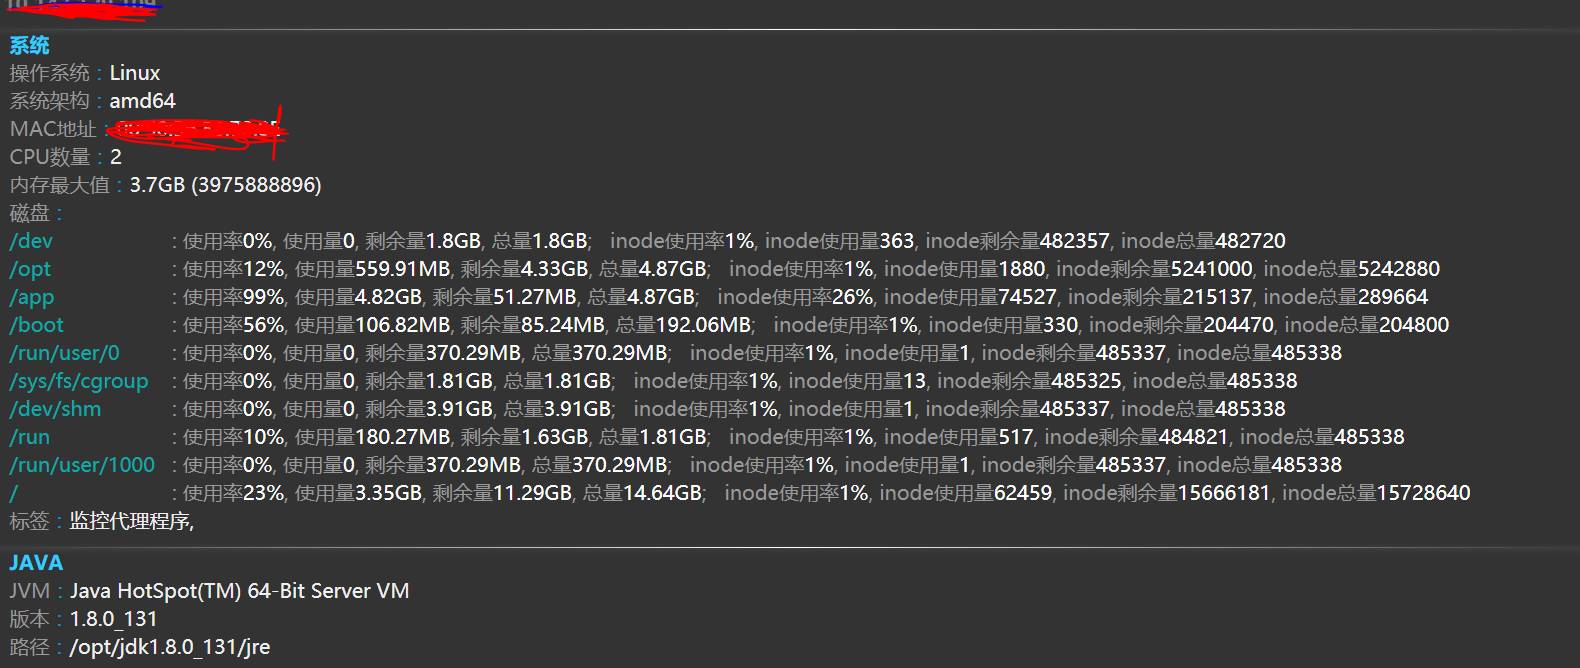 系统
操作系统 : Linux
系统架构 : amd64
MAC地址 :
CPU数量 : 2
内存最大值 : 3.7GB (3975888896)
磁盘 :
/dev : 使用率0%, 使用量0, 剩余量1.8GB, 总量1.8GB; inode使用率1%, inode使用量363, inode剩余量482357, inode总量482720
/opt : 使用率12%, 使用量559.91MB, 剩余量4.33GB, 总量4.87GB; inode使用率1%, inode使用量1880, inode剩余量5241000, inode总量5242880
/app : 使用率99%, 使用量4.82GB, 剩余量51.27MB, 总量4.87GB; inode使用率26%, inode使用量74527, inode剩余量215137, inode总量289664
/boot : 使用率56%, 使用量106.82MB, 剩余量85.24MB, 总量192.06MB; inode使用率1%, inode使用量330, inode剩余量204470, inode总量204800
/run/user/0 : 使用率0%, 使用量0, 剩余量370.29MB, 总量370.29MB; inode使用率1%, inode使用量1, inode剩余量485337, inode总量485338
/sys/fs/cgroup : 使用率0%, 使用量0, 剩余量1.81GB, 总量1.81GB; inode使用率1%, inode使用量13, inode剩余量485325, inode总量485338
/dev/shm : 使用率0%, 使用量0, 剩余量3.91GB, 总量3.91GB; inode使用率1%, inode使用量1, inode剩余量485337, inode总量485338
/run : 使用率10%, 使用量180.27MB, 剩余量1.63GB, 总量1.81GB; inode使用率1%, inode使用量517, inode剩余量484821, inode总量485338
/run/user/1000 : 使用率0%, 使用量0, 剩余量370.29MB, 总量370.29MB; inode使用率1%, inode使用量1, inode剩余量485337, inode总量485338
/ : 使用率23%, 使用量3.35GB, 剩余量11.29GB, 总量14.64GB; inode使用率1%, inode使用量62459, inode剩余量15666181, inode总量15728640
标签 : 监控代理程序,
JAVA
JVM : Java HotSpot(TM) 64-Bit Server VM
版本 : 1.8.0_131
路径 : /opt/jdk1.8.0_131/jre